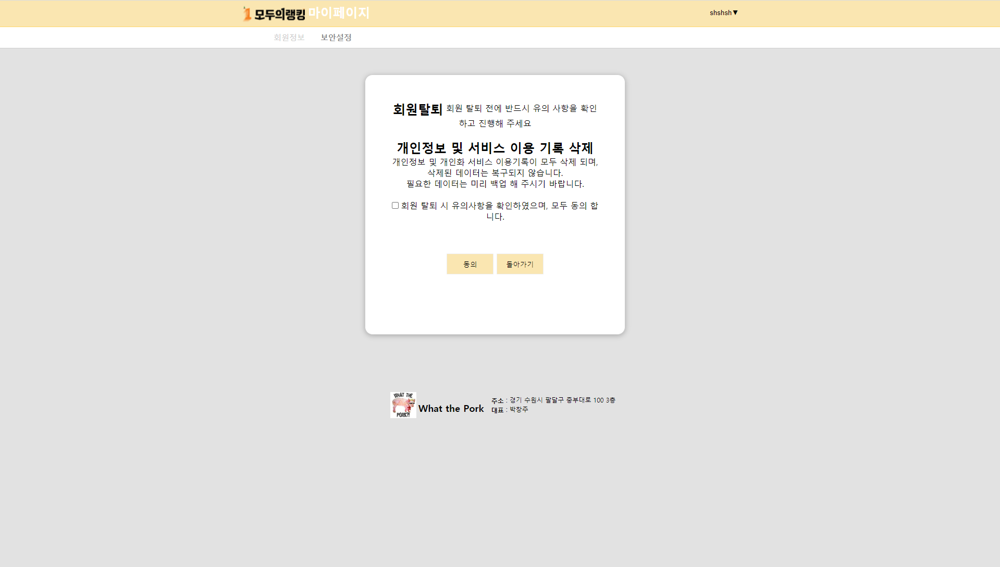 1 모두의랭킹 마이페이지 shshsh▼
회원정보 보안설정
회원탈퇴 회원 탈퇴 전에 반드시 유의 사항을 확인
하고 진행해 주세요
개인정보 및 서비스 이용 기록 삭제
개인정보 및 개인화 서비스 이용기록이 모두 삭제 되며,
삭제된 데이터는 복구되지 않습니다.
필요한 데이터는 미리 백업 해 주시기 바랍니다.
회원 탈퇴 시 유의사항을 확인하였으며, 모두 동의 합
니다.
동의 돌아가기
WHAT THE
PORK?!
What the Pork
주소 : 경기 수원시 팔달구 중부대로 100 3층
대표 : 박창주